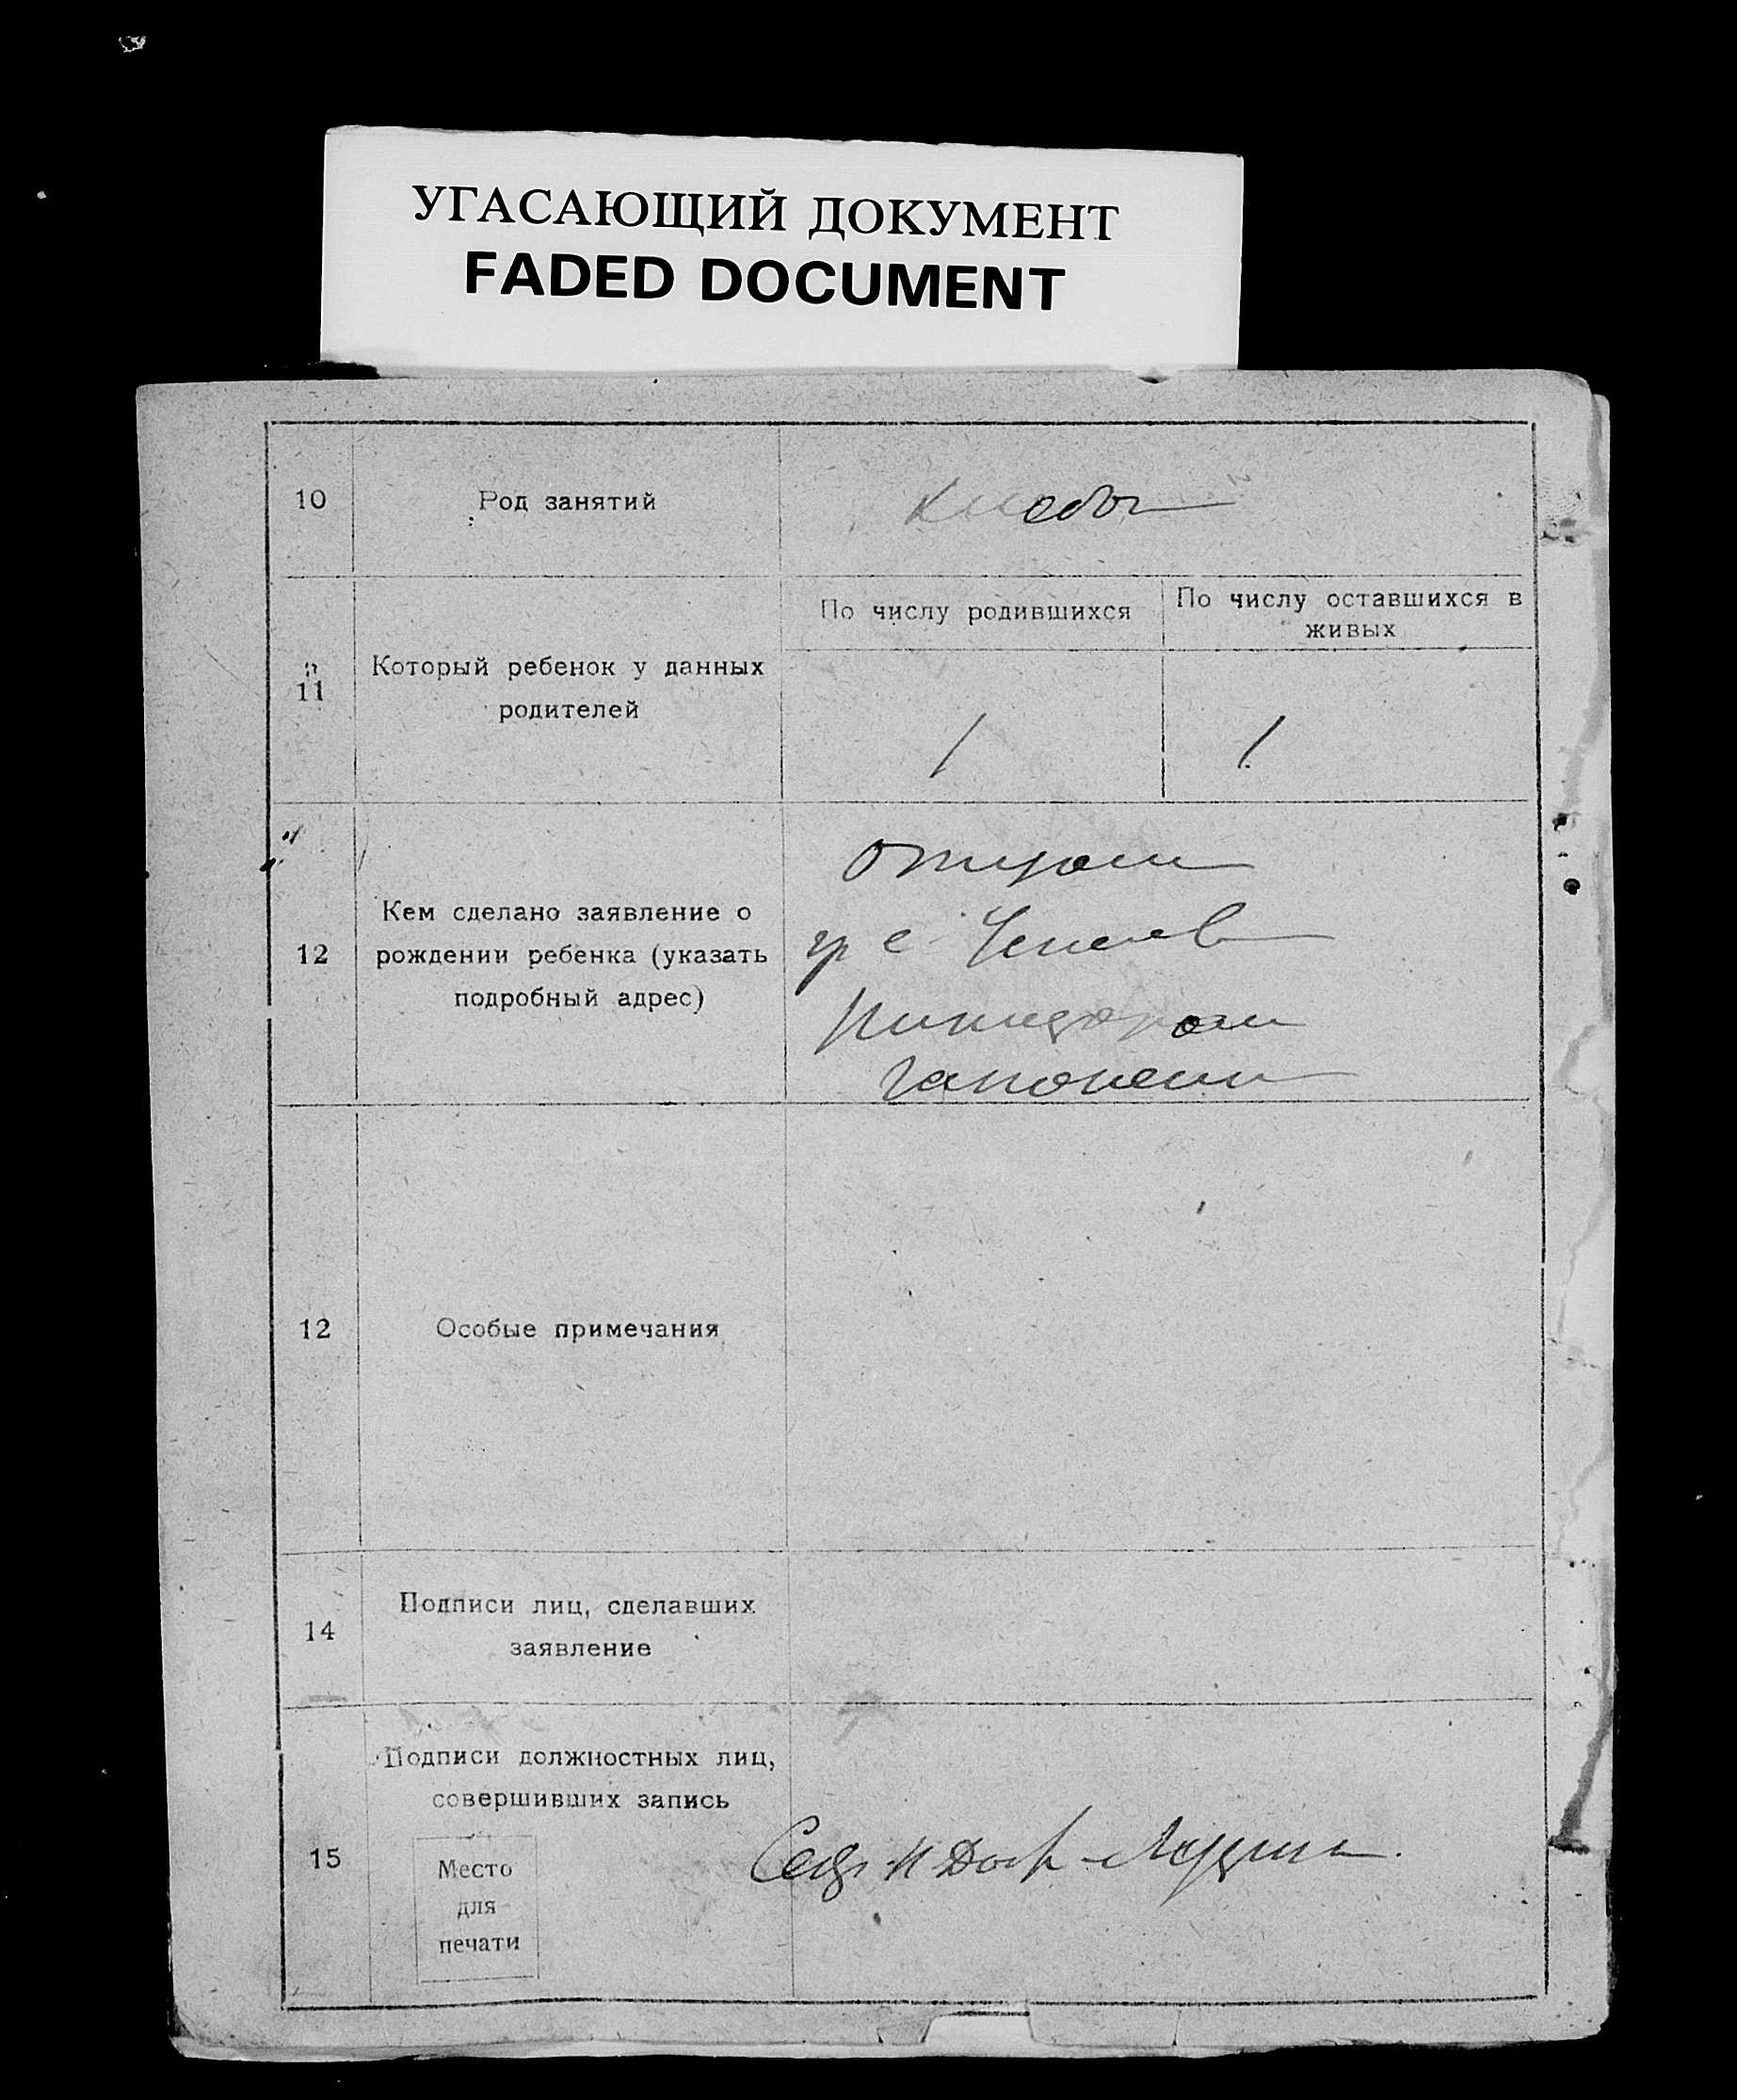 УГАСАЮЩИЙ ДОКУМЕНТ
FADED DOCUMENT
10
Род занятий
11
Который ребенок у данных
родителей
По числу родившихся
По числу оставшихся в
живых
1
1
12
Кем сделано заявление о
рождении ребенка (указать
подробный адрес)
отцом
гр с
12
Особые примечания
14
Подписи лиц, сделавших
заявление
15
Подписи должностных лиц,
совершивших запись
Место
для
печати